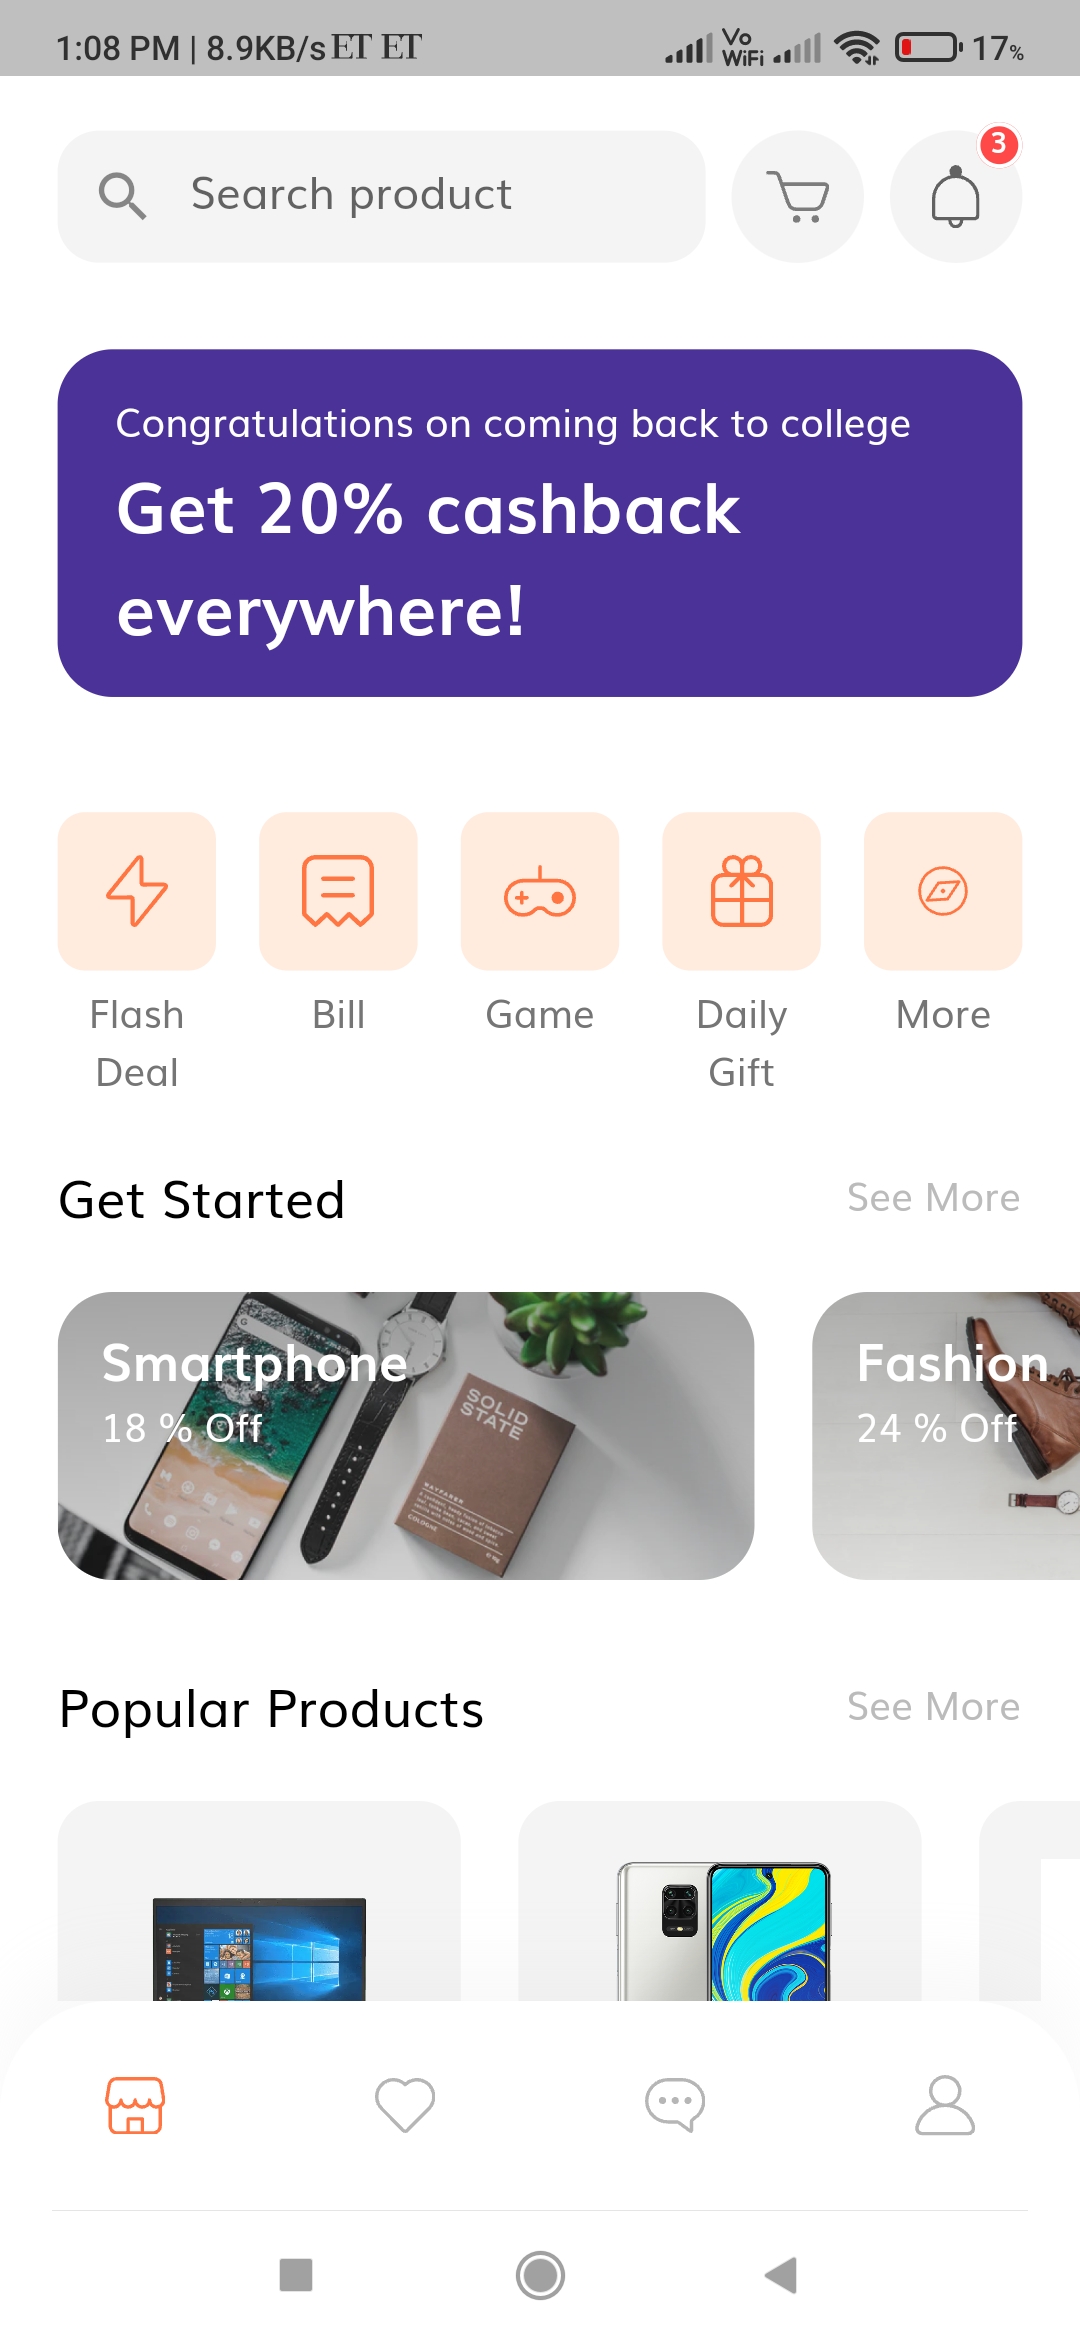 1:08 PM | 8.9KB/s ET ET Vo WiFi 17%
Search product
3
Congratulations on coming back to college
Get 20% cashback
everywhere!
Flash Deal
Bill
Game
Daily Gift
More
Get Started
See More
Smartphone
18 % Off
SOLID
STATE
WAYFARER
COLOGNE
Fashion
24 % Off
Popular Products
See More